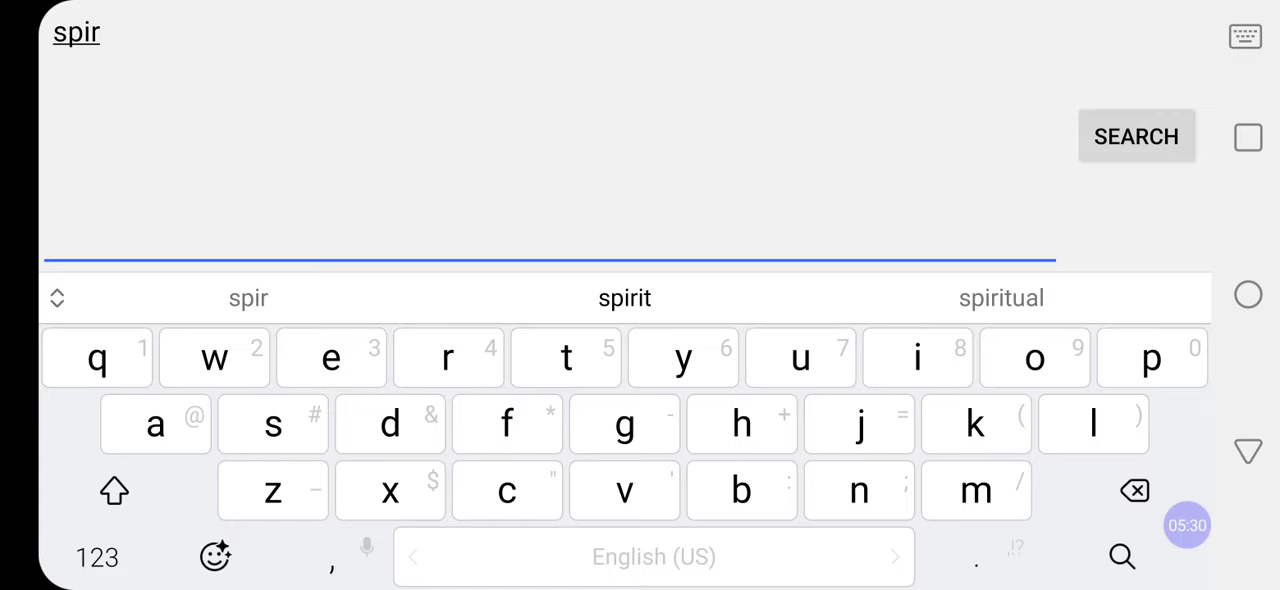 spir
SEARCH
spir spirit spiritual
q 1 w 2 e 3 r 4 t 5 y 6 u 7 i 8 o 9 p 0
a @ s # d & f * g - h + j = k ( l )
z _ x $ c " v ' b : n ; m /
05:30
123 , < English (US) > . ,!?